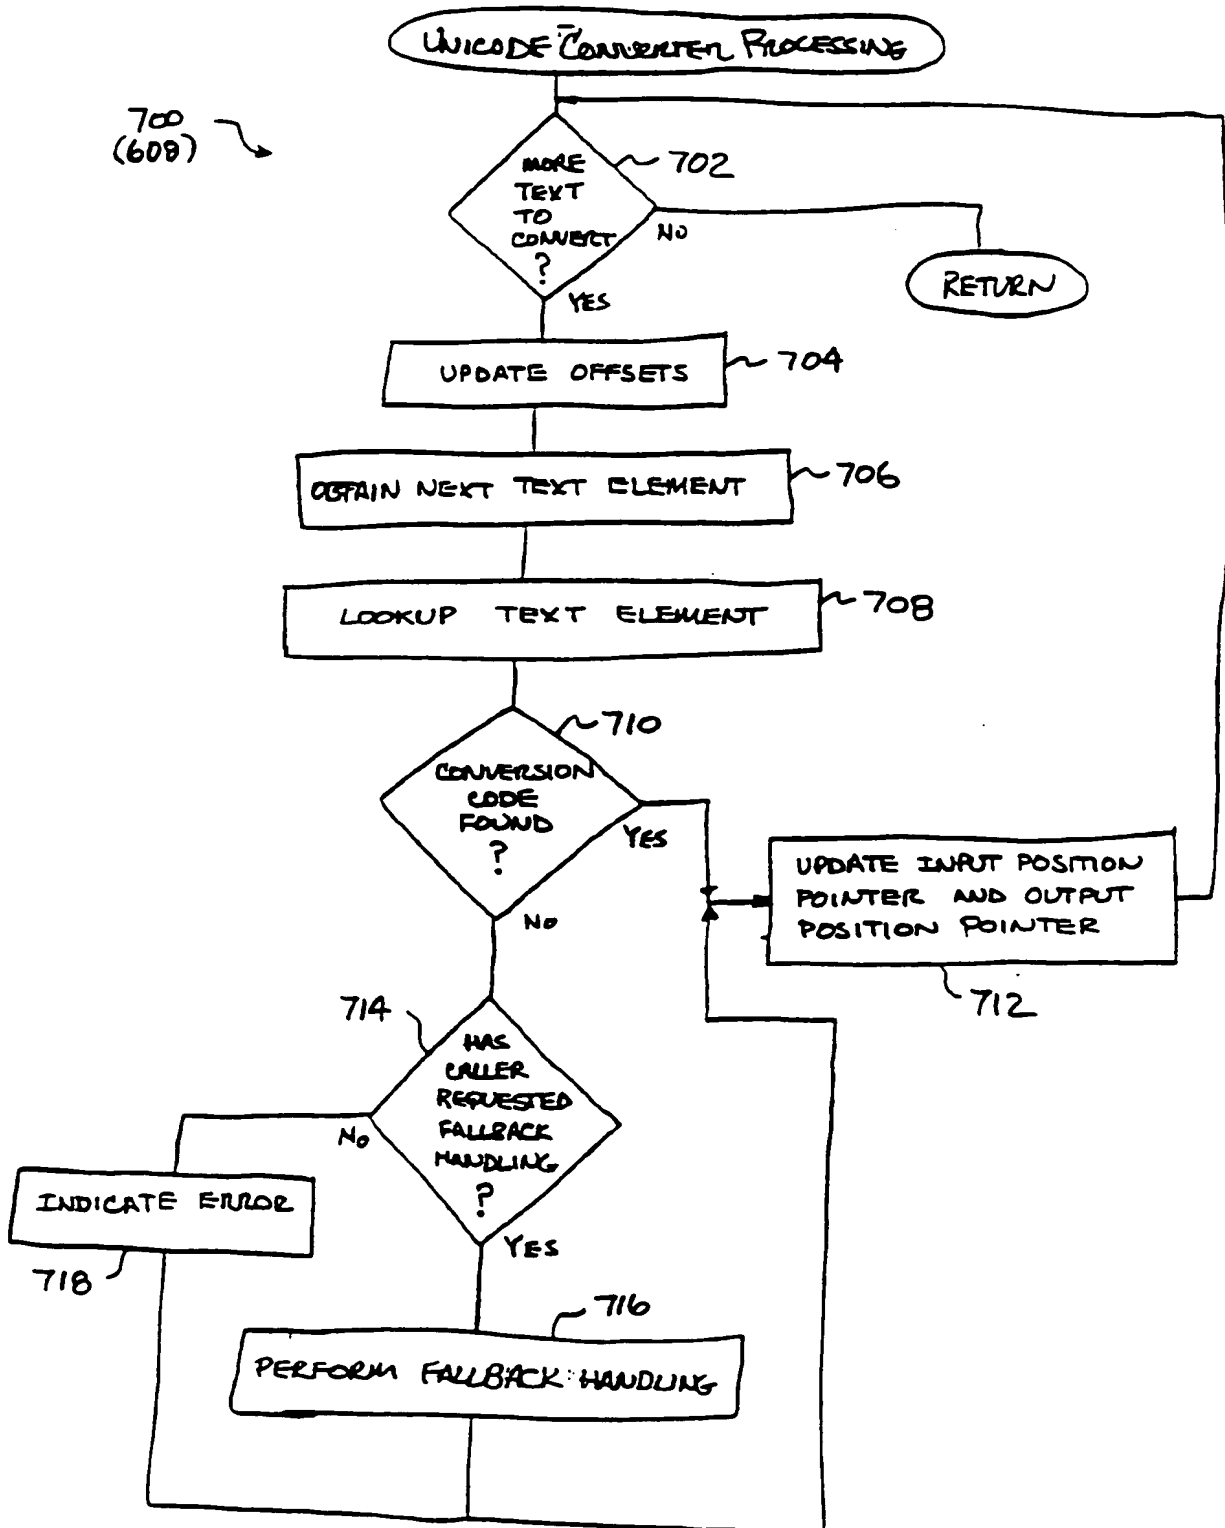 UNICODE CONVERTER PROCESSING
700
(608)
702
MORE
TEXT
TO
CONVERT
?
NO
RETURN
YES
UPDATE OFFSETS
704
OBTAIN NEXT TEXT ELEMENT
706
LOOKUP TEXT ELEMENT
708
710
CONVERSION
CODE
FOUND
?
YES
NO
UPDATE INPUT POSITION
POINTER AND OUTPUT
POSITION POINTER
712
714
HAS
CALLER
REQUESTED
FALLBACK
HANDLING
?
NO
YES
INDICATE ERROR
718
716
PERFORM FALLBACK HANDLING